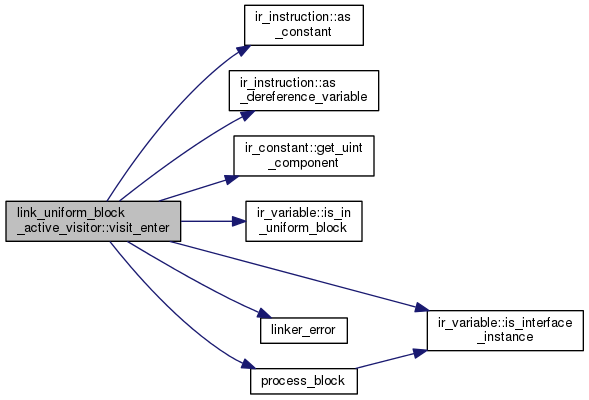 ir_instruction::as
_constant
ir_instruction::as
_dereference_variable
ir_constant::get_uint
_component
link_uniform_block
_active_visitor::visit_enter
ir_variable::is_in
_uniform_block
ir_variable::is_interface
_instance
linker_error
process_block